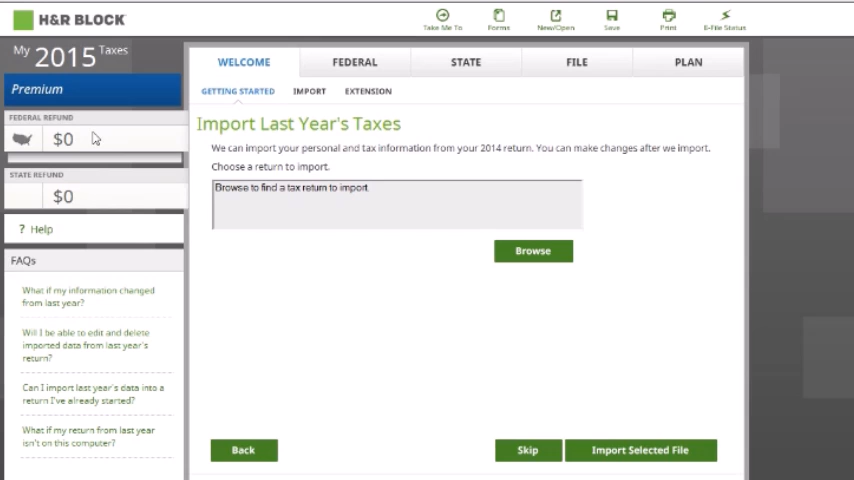 H&R BLOCK
Take Me To
Forms
New/Open
Save
Print
E-File Status
My 2015 Taxes
Premium
FEDERAL REFUND
$0
STATE REFUND
$0
? Help
FAQs
What if my information changed
from last year?
Will I be able to edit and delete
imported data from last year's
return?
Can I import last year's data into a
return I've already started?
What if my return from last year
isn't on this computer?
WELCOME
FEDERAL
STATE
FILE
PLAN
GETTING STARTED
IMPORT
EXTENSION
Import Last Year's Taxes
We can import your personal and tax information from your 2014 return. You can make changes after we import.
Choose a return to import.
Browse to find a tax return to import.
Browse
Back
Skip
Import Selected File